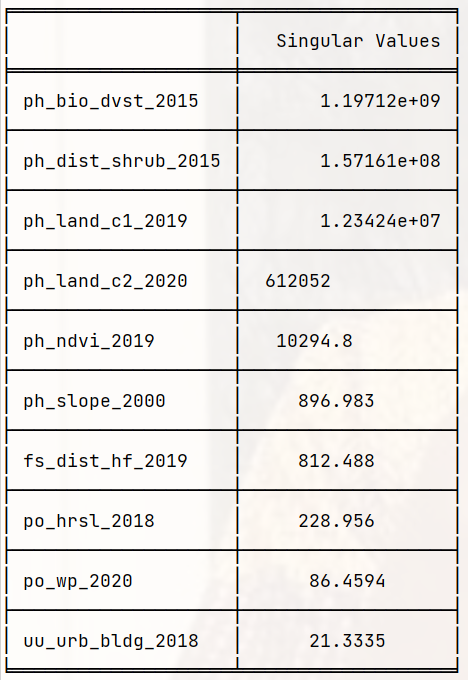 Singular Values
ph_bio_dvst_2015 1.19712e+09
ph_dist_shrub_2015 1.57161e+08
ph_land_c1_2019 1.23424e+07
ph_land_c2_2020 612052
ph_ndvi_2019 10294.8
ph_slope_2000 896.983
fs_dist_hf_2019 812.488
po_hrsl_2018 228.956
po_wp_2020 86.4594
uu_urb_bldg_2018 21.3335